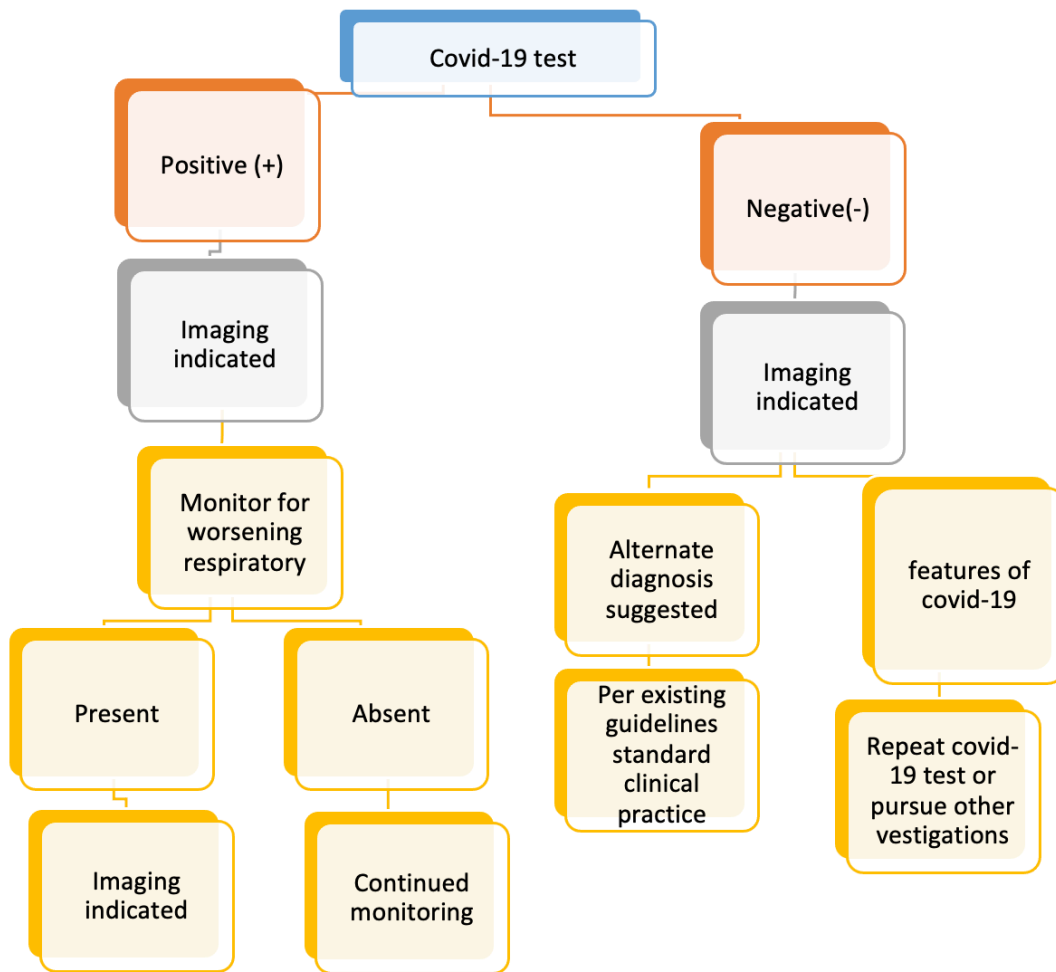 Covid-19 test
Positive (+)
Negative(-)
Imaging
indicated
Imaging
indicated
Monitor for
worsening
respiratory
Alternate
diagnosis
suggested
features of
covid-19
Present
Absent
Per existing
guidelines
standard
clinical
practice
Repeat covid-
19 test or
pursue other
vestigations
Imaging
indicated
Continued
monitoring